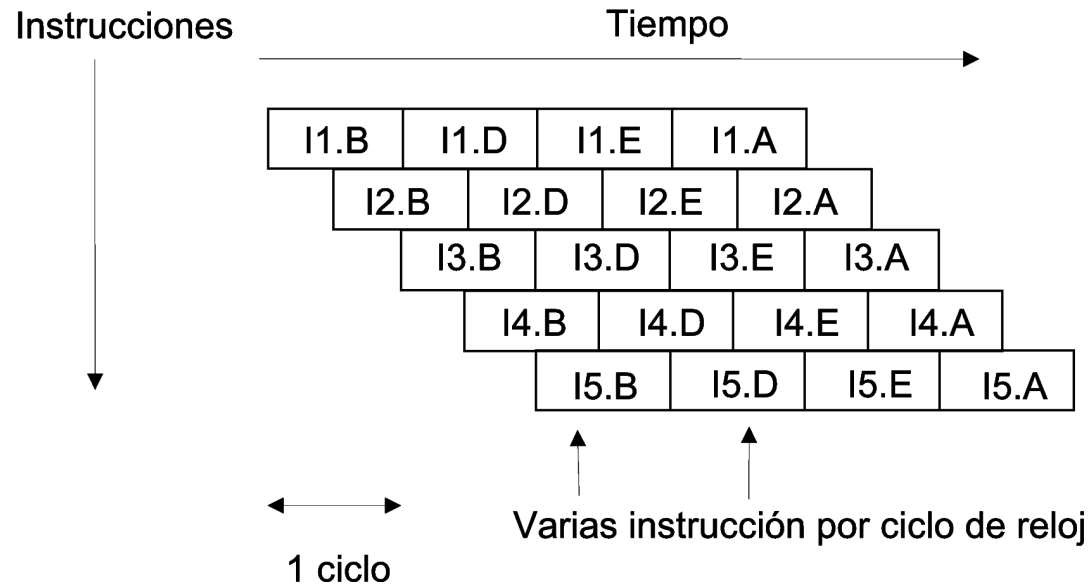 Instrucciones
Tiempo
I1.B I1.D I1.E I1.A
I2.B I2.D I2.E I2.A
I3.B I3.D I3.E I3.A
I4.B I4.D I4.E I4.A
I5.B I5.D I5.E I5.A
Varias instrucción por ciclo de reloj
1 ciclo